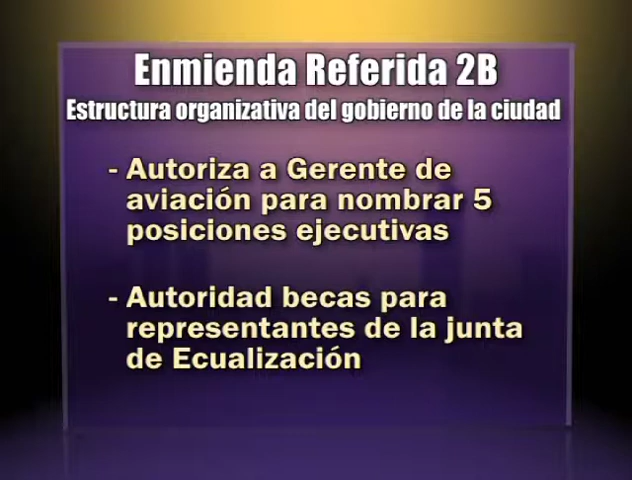 Enmienda Referida 2B
Estructura organizativa del gobierno de la ciudad
- Autoriza a Gerente de
aviación para nombrar 5
posiciones ejecutivas
- Autoridad becas para
representantes de la junta
de Ecualización